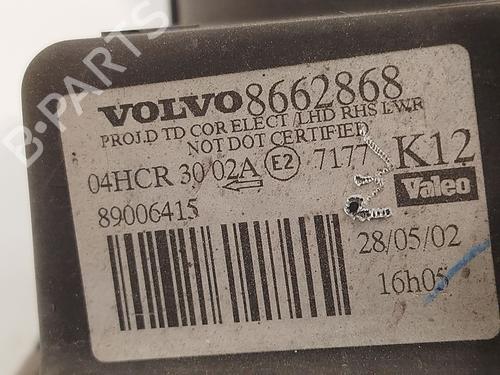 B-PARTS
VOLVO 8662868
PROJ.D TD COR ELECT /LHD RHS LWR
NOT DOT CERTIFIED
04HCR 30 02A E2 7177 K12
Valeo
89006415
28/05/02
16h05